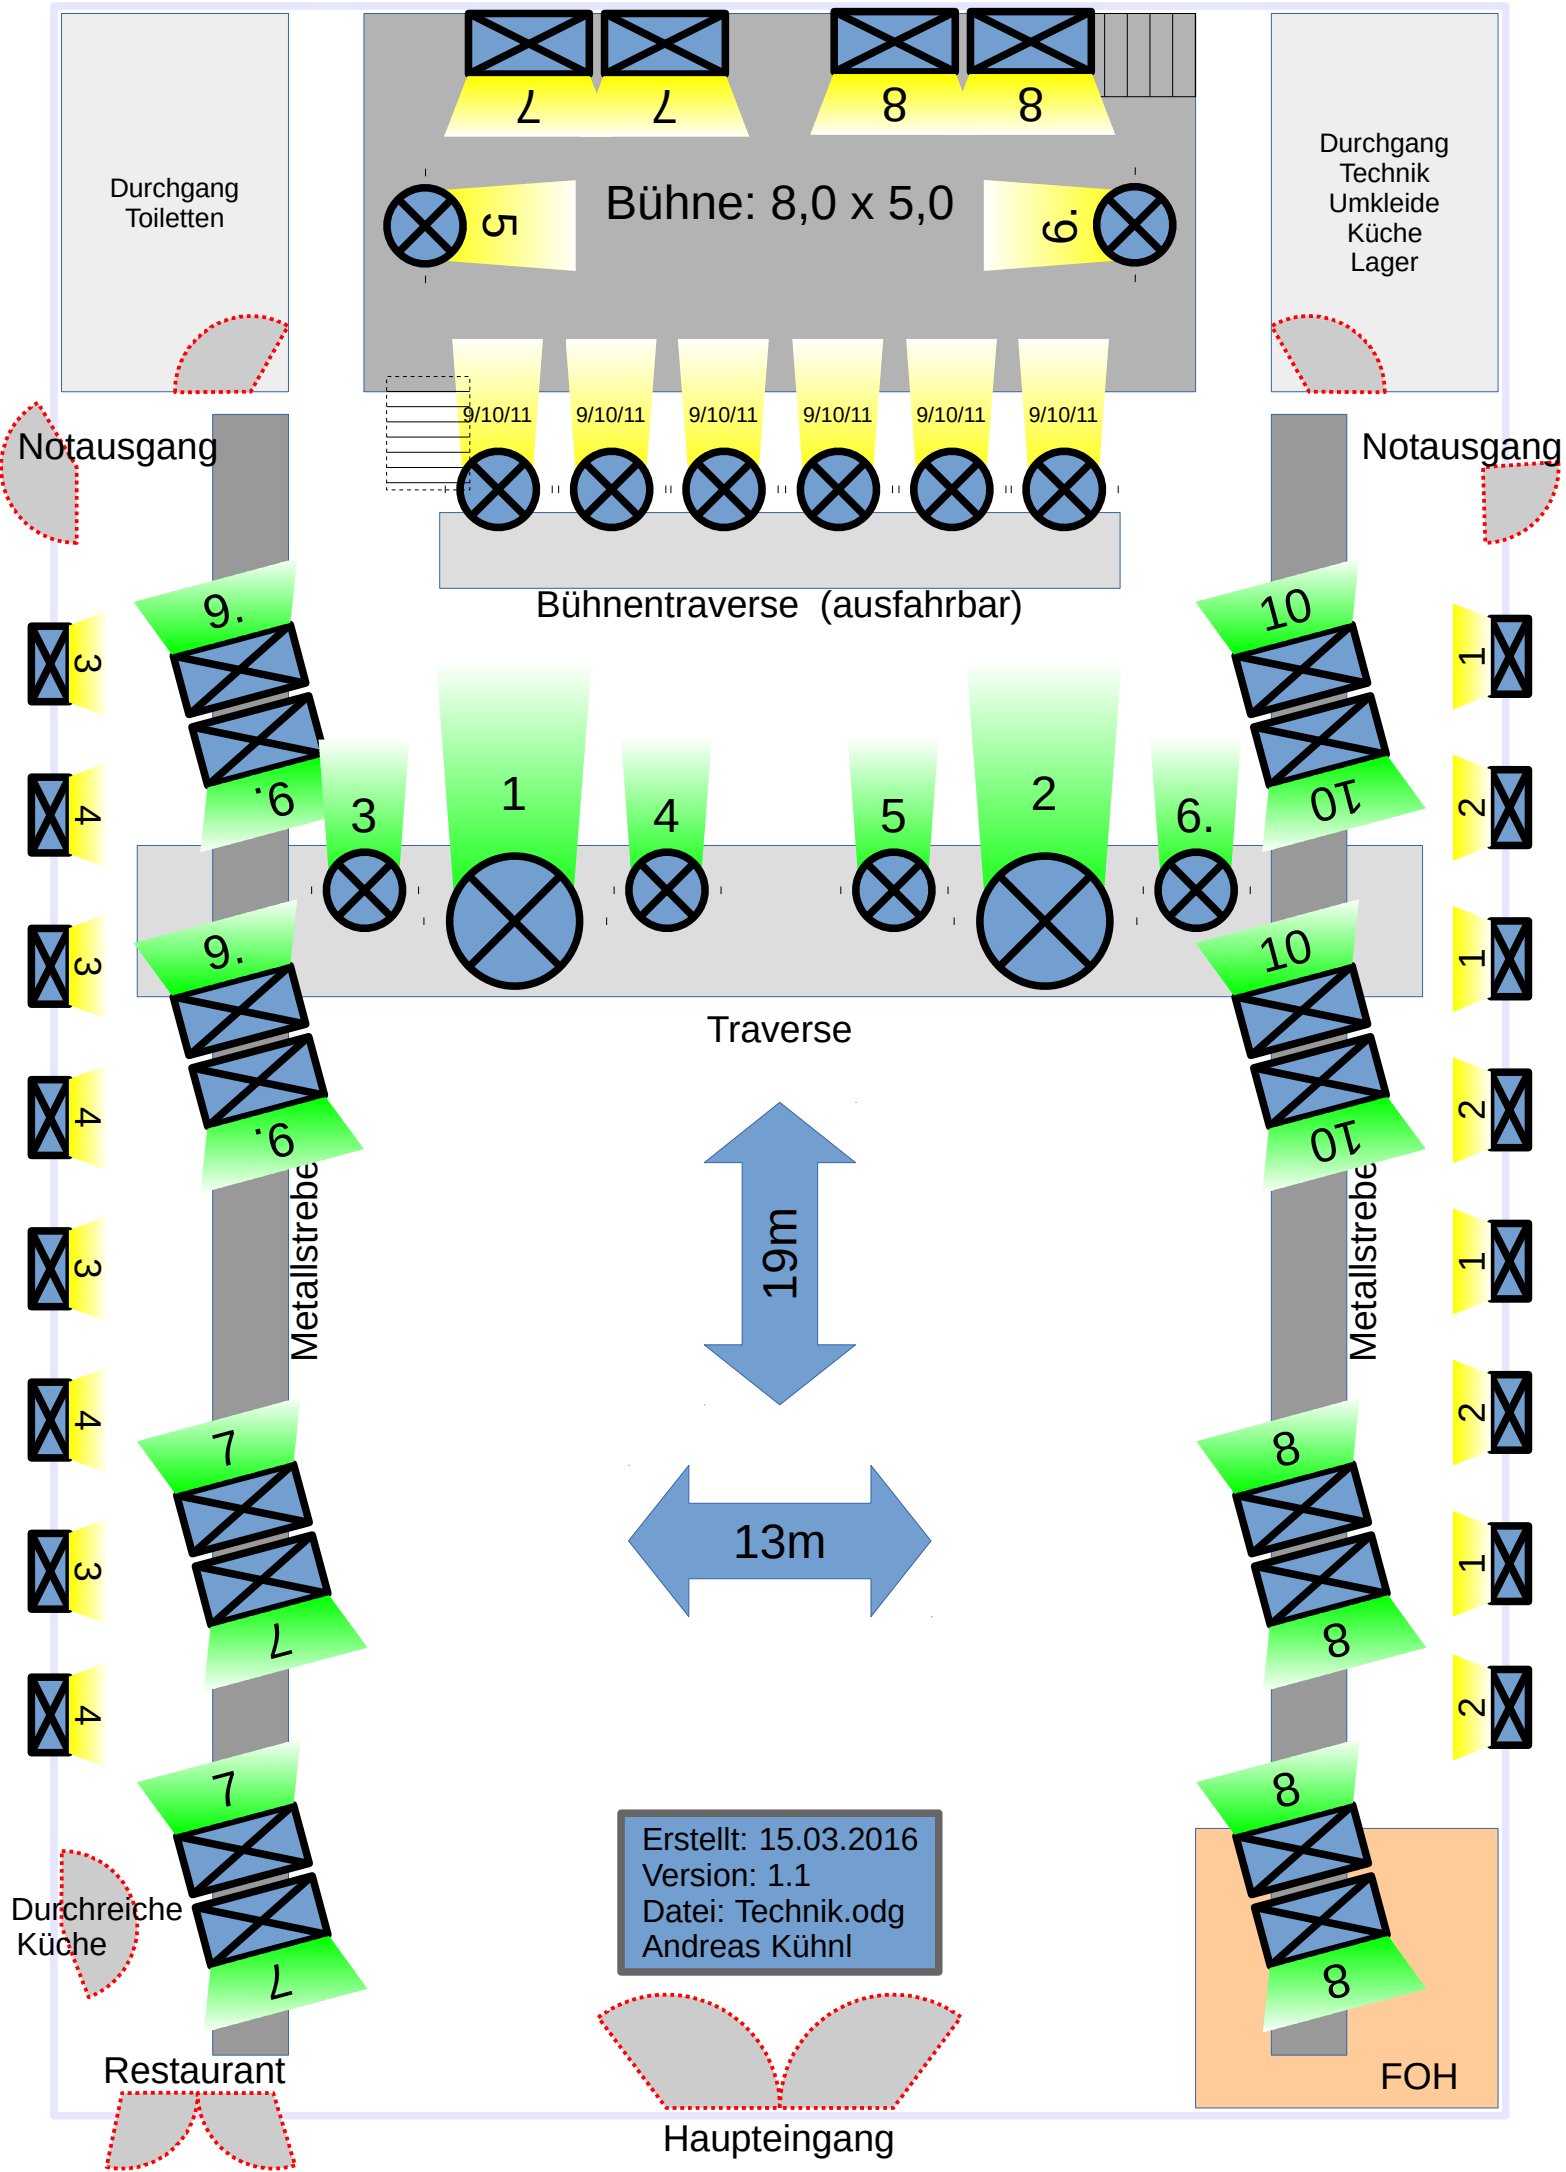 7 7 8 8
Durchgang
Toiletten
Bühne: 8,0 x 5,0
Durchgang
Technik
Umkleide
Küche
Lager
5 6.
9/10/11 9/10/11 9/10/11 9/10/11 9/10/11 9/10/11
Notausgang
Notausgang
Bühnentraverse (ausfahrbar)
9. 10
3 1
9. 10
3 1 4 5 2 6.
4 2
9. 10
3 1
Traverse
4 2
9. 10
Metallstrebe
19m
Metallstrebe
3 1
4 2
7 8
13m
3 1
7 8
4 2
7 8
Erstellt: 15.03.2016
Version: 1.1
Datei: Technik.odg
Andreas Kühnl
Durchreiche
Küche
7 8
Restaurant
FOH
Haupteingang